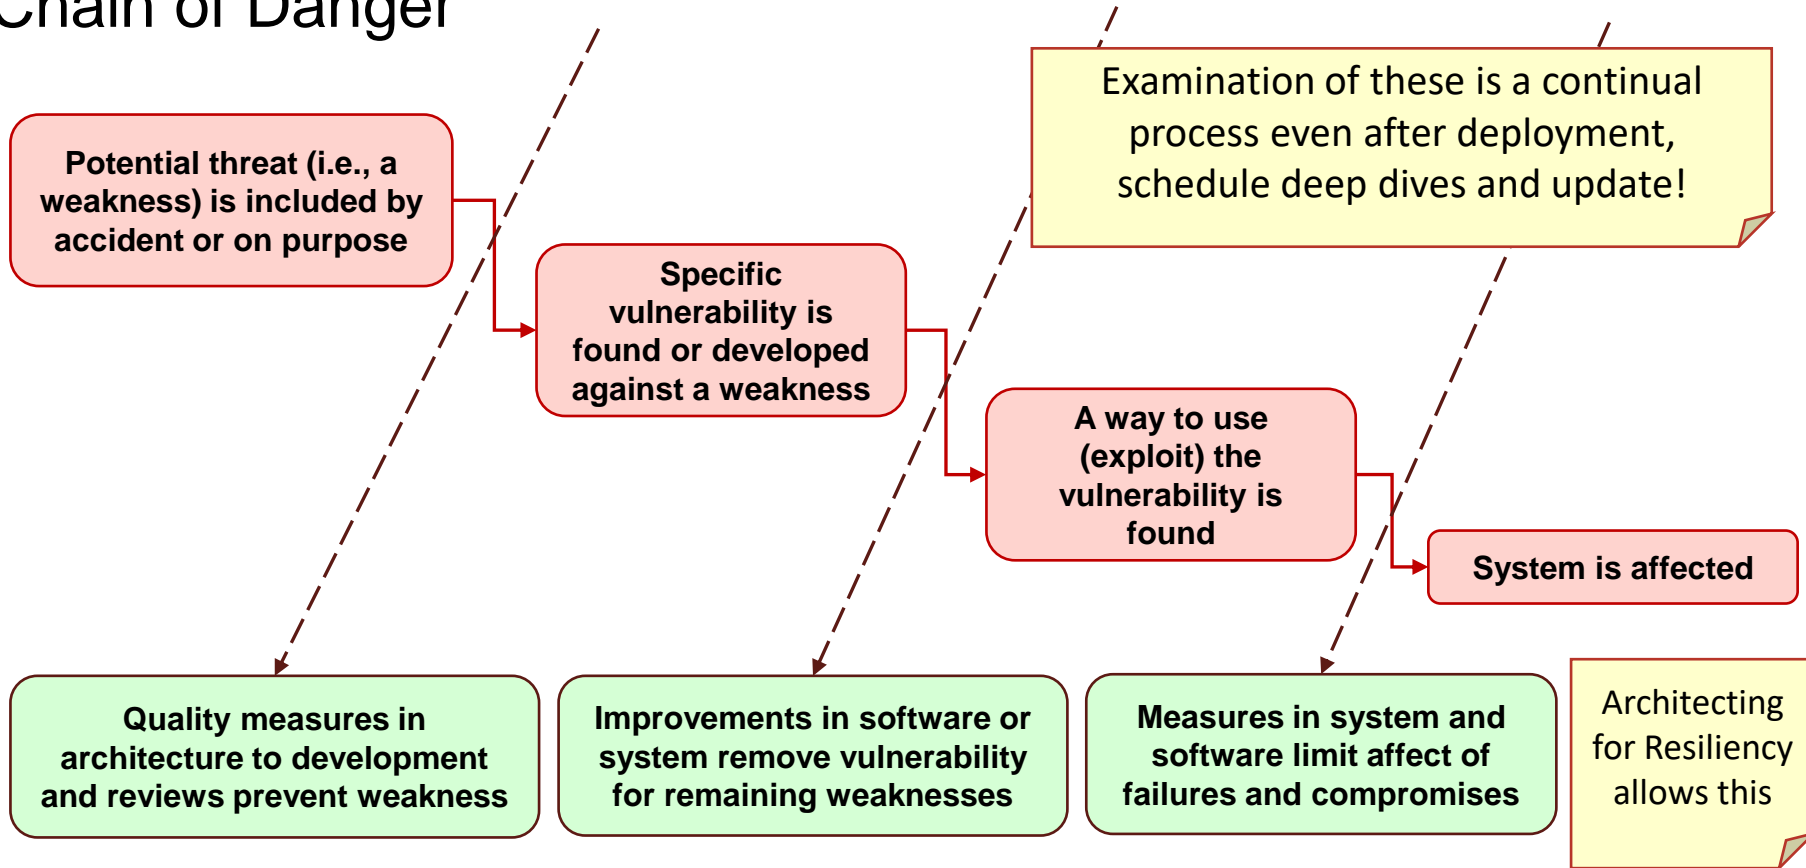 Chain of Danger
Examination of these is a continual
process even after deployment,
schedule deep dives and update!
Potential threat (i.e., a
weakness) is included by
accident or on purpose
Specific
vulnerability is
found or developed
against a weakness
A way to use
(exploit) the
vulnerability is
found
System is affected
Quality measures in
architecture to development
and reviews prevent weakness
Improvements in software or
system remove vulnerability
for remaining weaknesses
Measures in system and
software limit affect of
failures and compromises
Architecting
for Resiliency
allows this